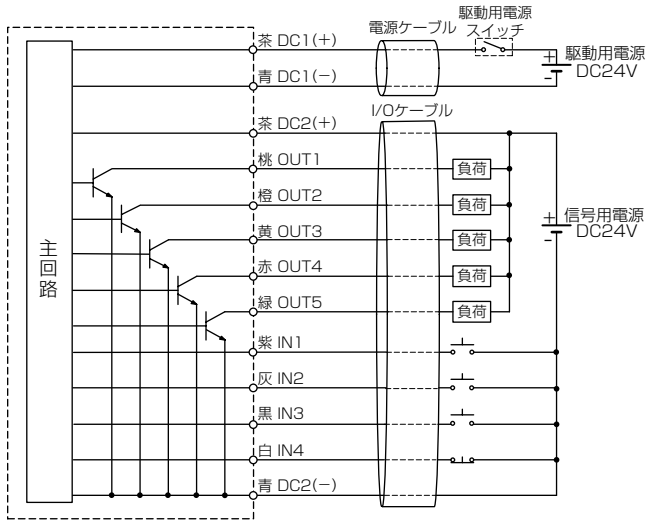 電源ケーブル
駆動用電源
スイッチ
茶 DC1(+)
+
駆動用電源
DC24V
-
青 DC1(−)
I/Oケーブル
茶 DC2(+)
桃 OUT1
負荷
橙 OUT2
負荷
+
信号用電源
DC24V
-
黄 OUT3
負荷
主回路
赤 OUT4
負荷
緑 OUT5
負荷
紫 IN1
灰 IN2
黒 IN3
白 IN4
青 DC2(−)